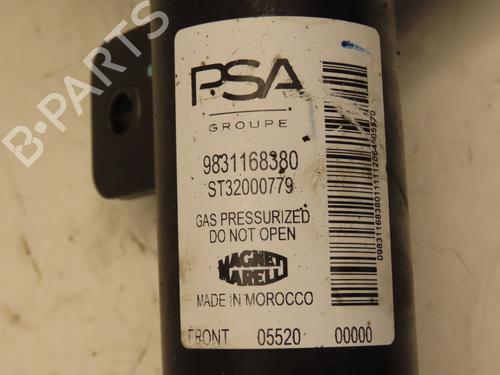 PSA
GROUPE
9831168380
ST32000779
GAS PRESSURIZED
DO NOT OPEN
MAGNETI
MARELLI
MADE IN MOROCCO
FRONT 05520 00000
B-PARTS